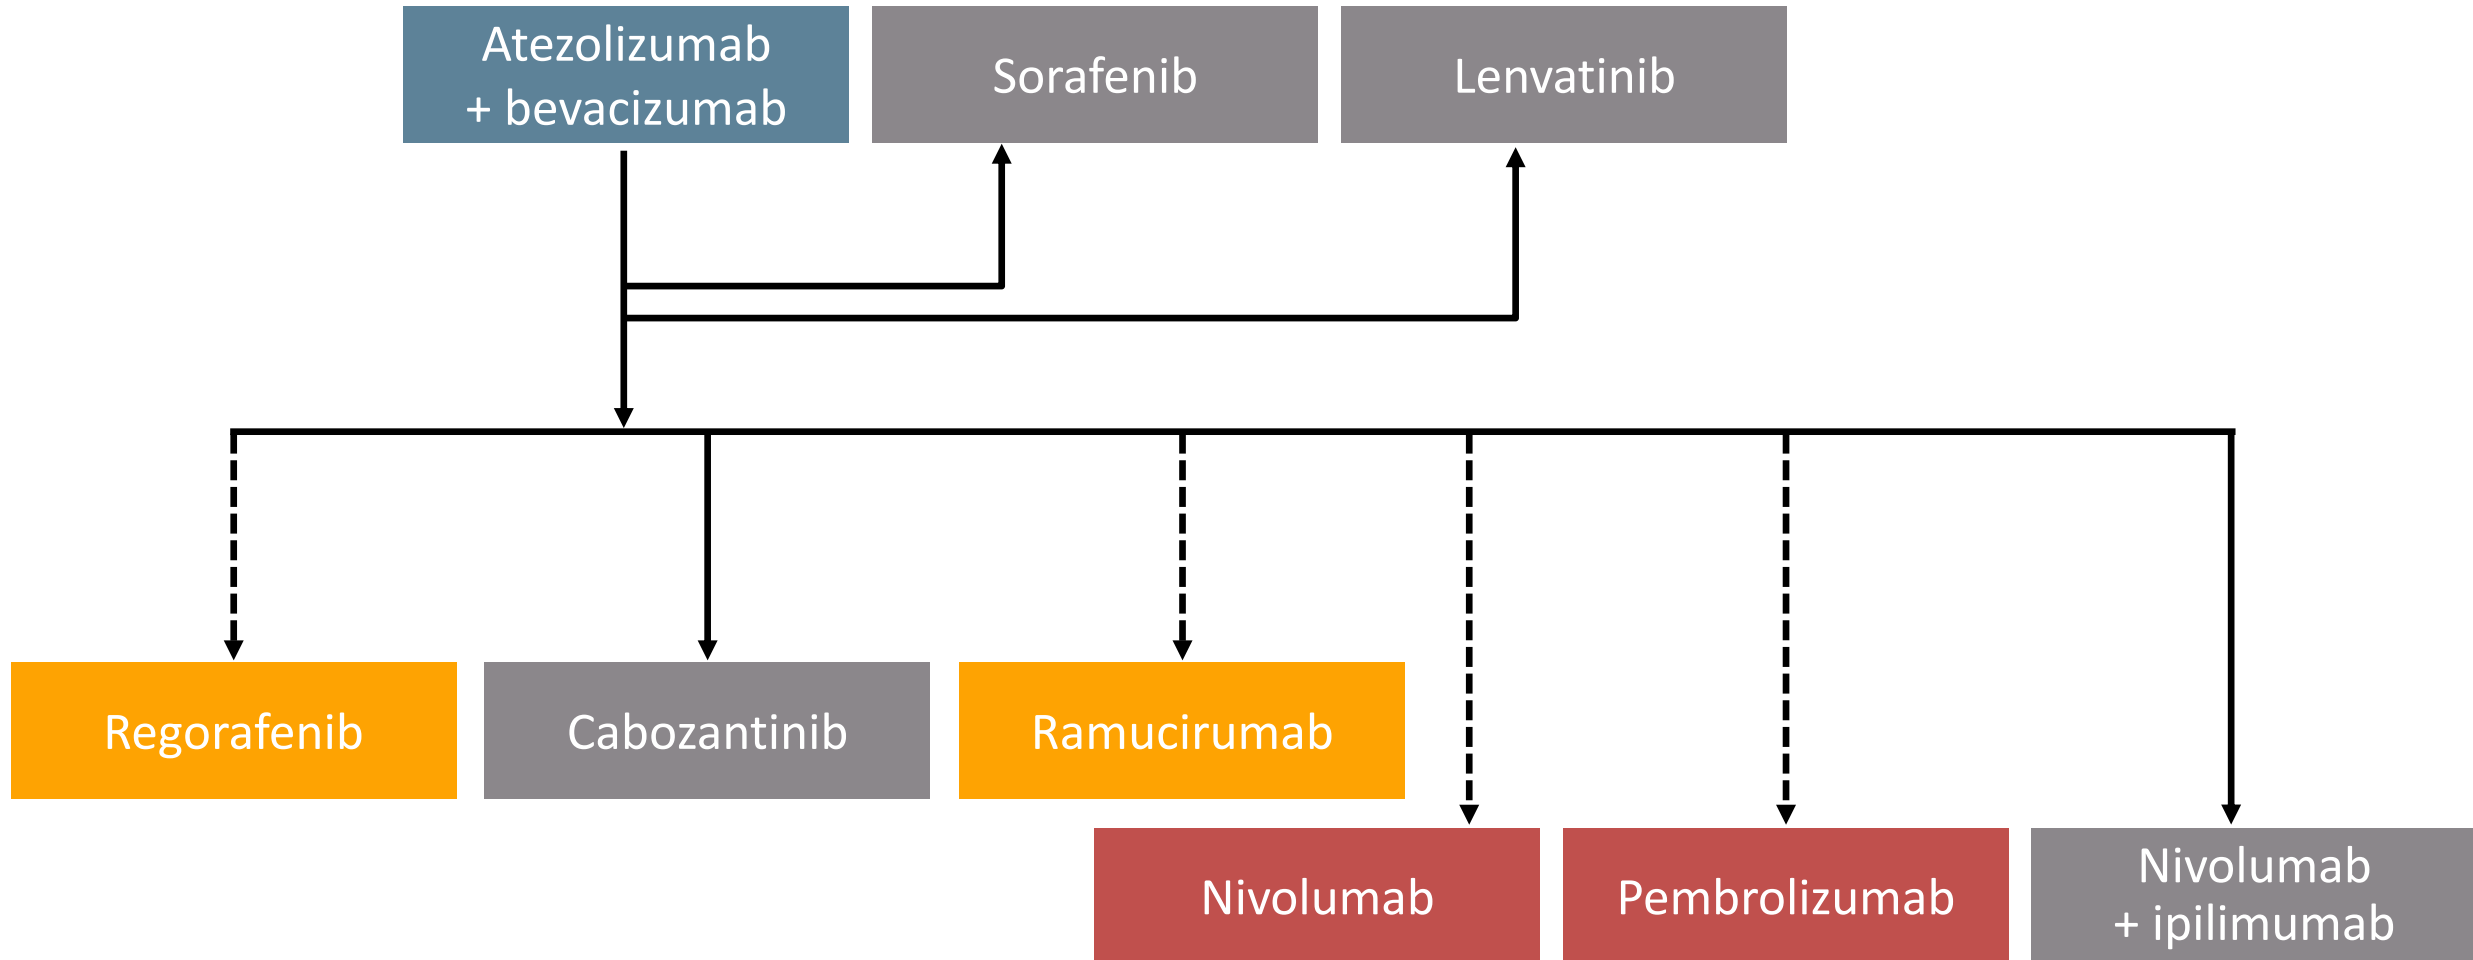 Atezolizumab
+ bevacizumab
Sorafenib
Lenvatinib
Regorafenib
Cabozantinib
Ramucirumab
Nivolumab
Pembrolizumab
Nivolumab
+ ipilimumab